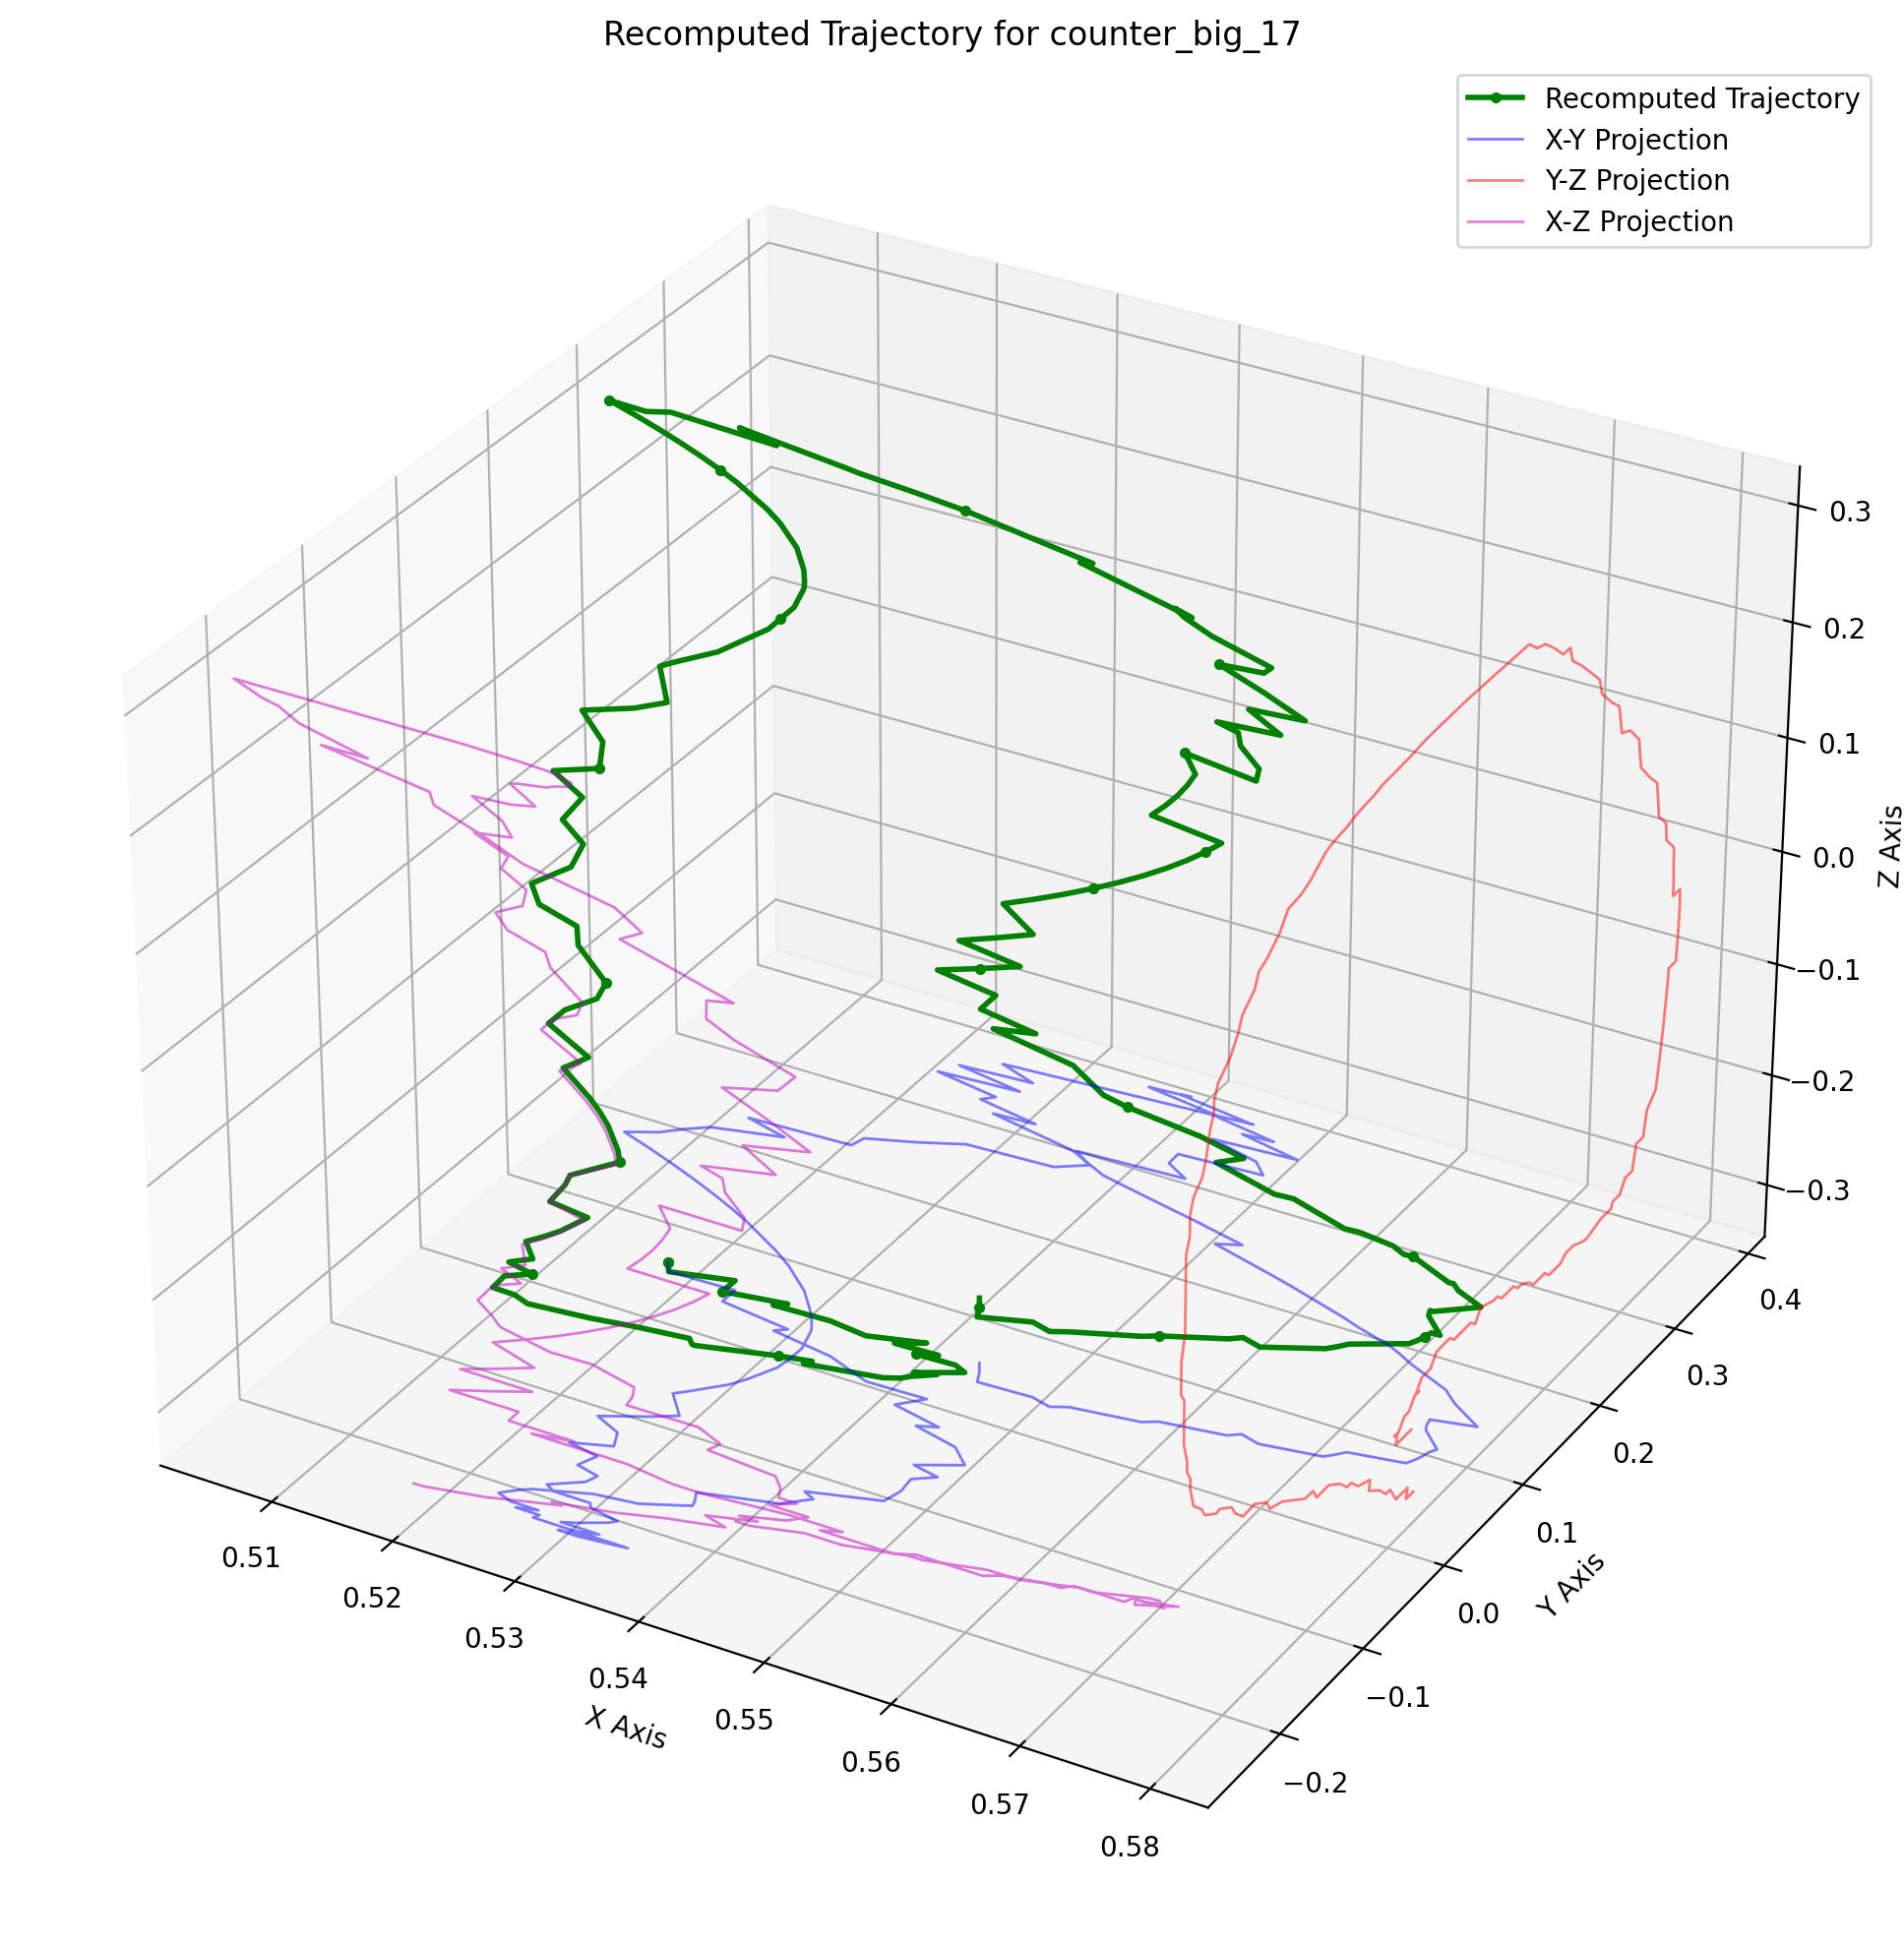 Recomputed Trajectory for counter_big_17
Recomputed Trajectory
X-Y Projection
Y-Z Projection
X-Z Projection
0.3
0.2
0.1
0.0
−0.1
−0.2
−0.3
Z Axis
0.4
0.3
0.2
0.1
0.0
−0.1
−0.2
Y Axis
0.51
0.52
0.53
0.54
0.55
0.56
0.57
0.58
X Axis